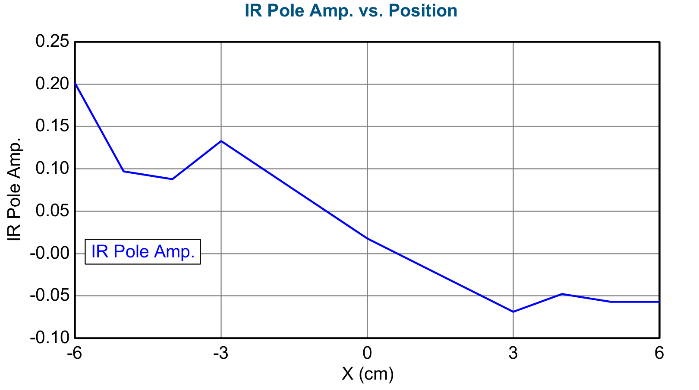 IR Pole Amp. vs. Position
0.25
0.20
0.15
0.10
0.05
-0.00
-0.05
-0.10
IR Pole Amp.
IR Pole Amp.
-6 -3 0 3 6
X (cm)